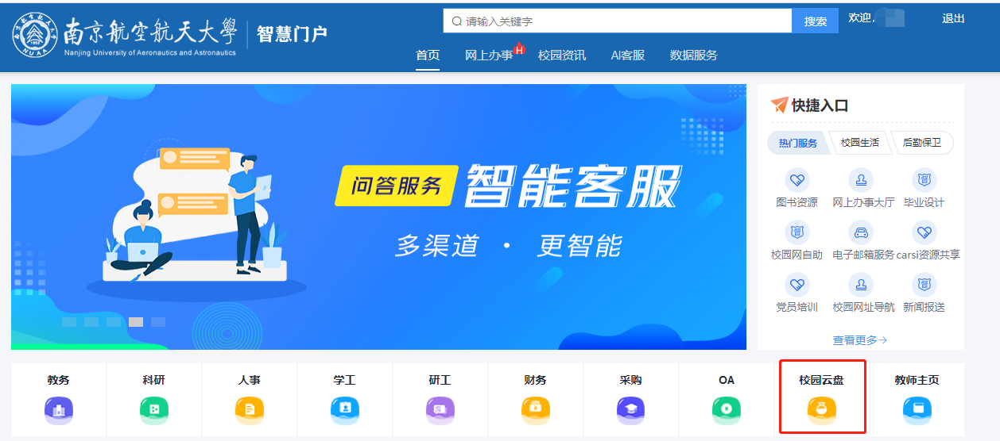 南京航空航天大學
Nanjing University of Aeronautics and Astronautics
NUAA
1952
智慧门户
请输入关键字
搜索
欢迎,
退出
首页
网上办事
H
校园资讯
AI客服
数据服务
问答服务
智能客服
多渠道 · 更智能
快捷入口
热门服务
校园生活
后勤保卫
图书资源
网上办事大厅
毕业设计
校园网自助
电子邮箱服务
carsi资源共享
党员培训
校园网址导航
新闻报送
查看更多→
教务
科研
人事
学工
研工
财务
采购
OA
校园云盘
教师主页